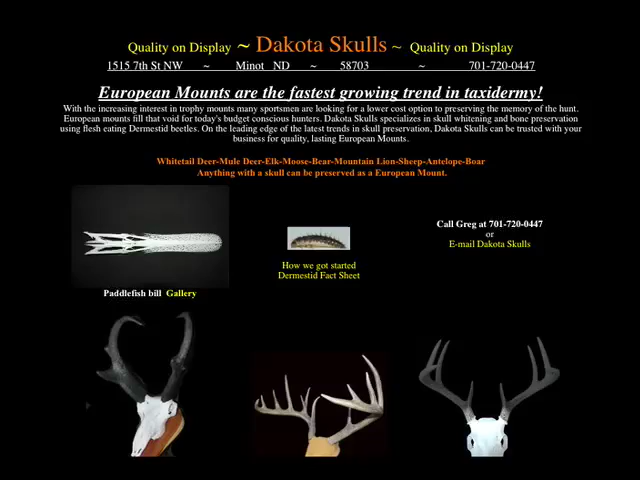 Quality on Display ~ Dakota Skulls ~ Quality on Display
1515 7th St NW ~ Minot ND ~ 58703 ~ 701-720-0447
European Mounts are the fastest growing trend in taxidermy!
With the increasing interest in trophy mounts many sportsmen are looking for a lower cost option to preserving the memory of the hunt.
European mounts fill that void for today's budget conscious hunters. Dakota Skulls specializes in skull whitening and bone preservation
using flesh eating Dermestid beetles. On the leading edge of the latest trends in skull preservation, Dakota Skulls can be trusted with your
business for quality, lasting European Mounts.
Whitetail Deer-Mule Deer-Elk-Moose-Bear-Mountain Lion-Sheep-Antelope-Boar
Anything with a skull can be preserved as a European Mount.
Call Greg at 701-720-0447
or
E-mail Dakota Skulls
How we got started
Dermestid Fact Sheet
Paddlefish bill Gallery